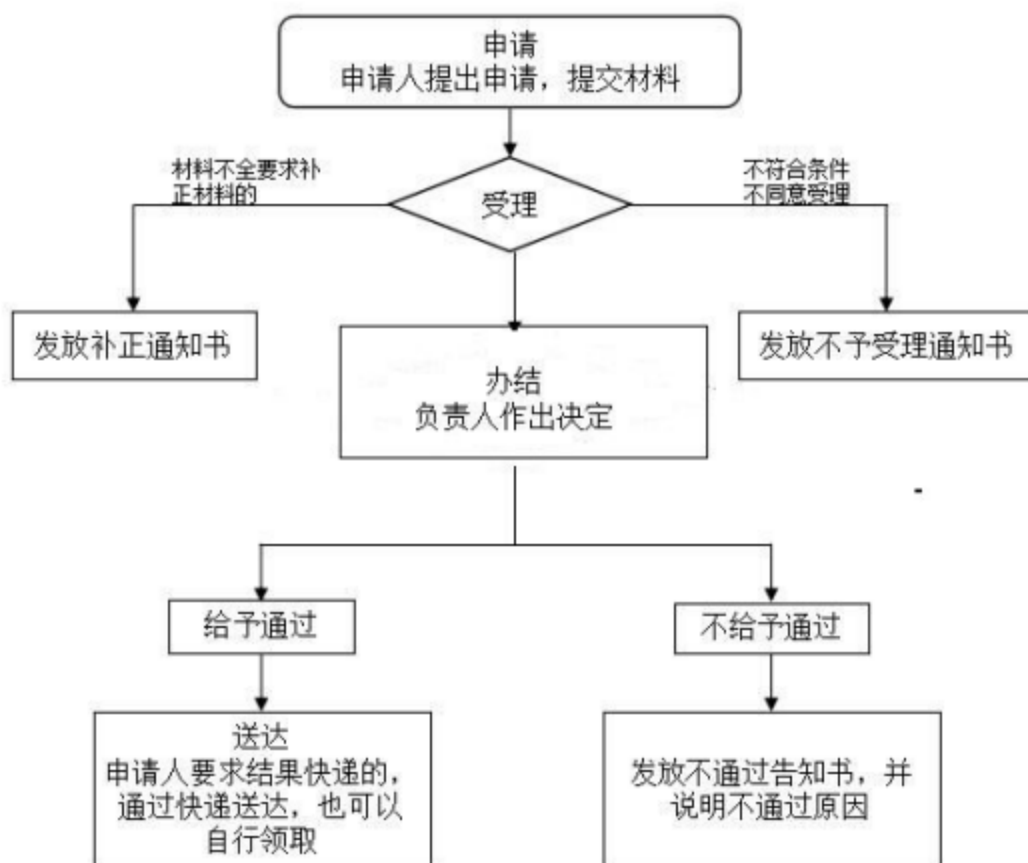 申请
申请人提出申请，提交材料
材料不全要求补
正材料的
受理
不符合条件
不同意受理
发放补正通知书
办结
负责人作出决定
发放不予受理通知书
给予通过
不给予通过
送达
申请人要求结果快递的，
通过快递送达，也可以
自行领取
发放不通过告知书，并
说明不通过原因